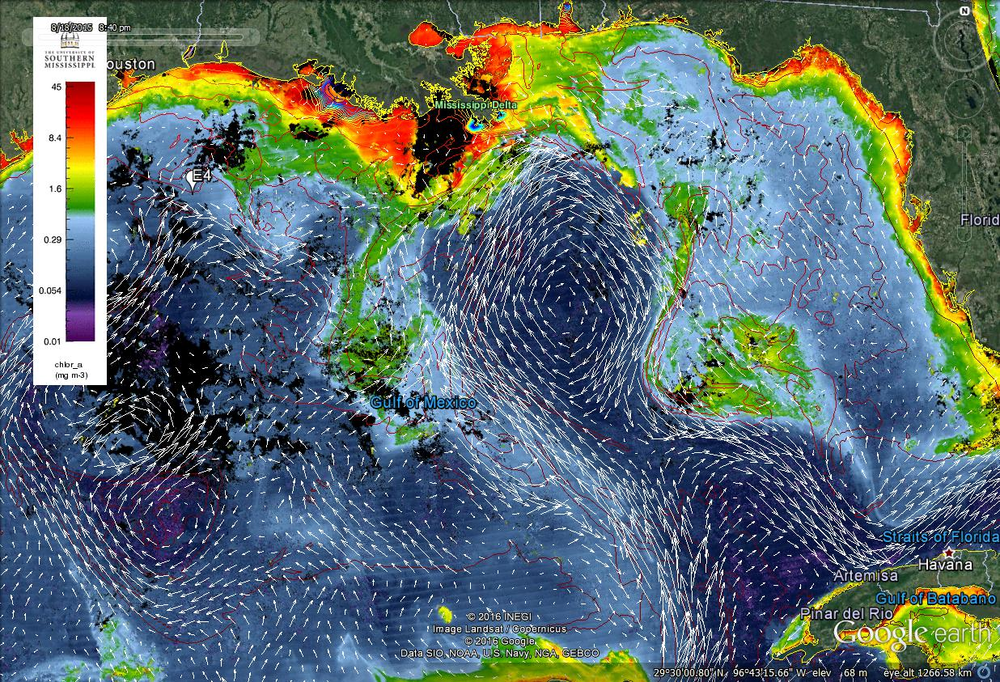 8/18/2015 8:40 pm
THE UNIVERSITY OF
SOUTHERN
MISSISSIPPI
ouston
45
8.4
1.6
0.29
0.054
0.01
chlor_a
(mg m-3)
N
Mississippi Delta
E4
Florid
Gulf of Mexico
Straits of Florida
Havana
Artemisa
Gulf of Batabano
Pinar del Rio
© 2016 INEGI
Image Landsat / Copernicus
© 2016 Google
Data SIO, NOAA, U.S. Navy, NGA, GEBCO
Google earth
29°30'00.80" N 96°43'15.66" W elev 68 m eye alt 1266.58 km